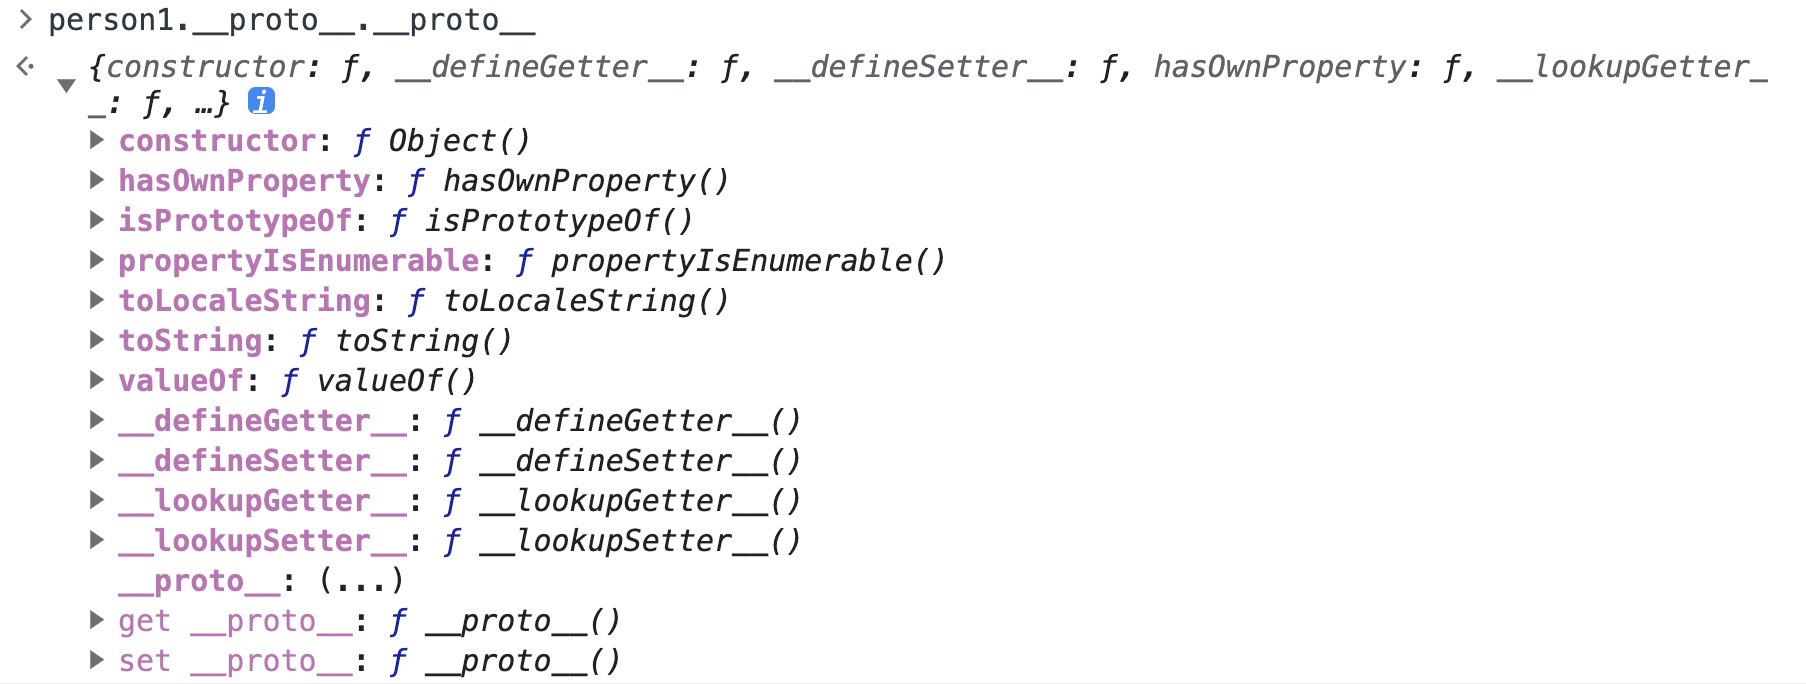 > person1.__proto__.__proto__
{constructor: ƒ, __defineGetter__: ƒ, __defineSetter__: ƒ, hasOwnProperty: ƒ, __lookupGetter_
_: ƒ, …} i
constructor: ƒ Object()
hasOwnProperty: ƒ hasOwnProperty()
isPrototypeOf: ƒ isPrototypeOf()
propertyIsEnumerable: ƒ propertyIsEnumerable()
toLocaleString: ƒ toLocaleString()
toString: ƒ toString()
valueOf: ƒ valueOf()
__defineGetter__: ƒ __defineGetter__()
__defineSetter__: ƒ __defineSetter__()
__lookupGetter__: ƒ __lookupGetter__()
__lookupSetter__: ƒ __lookupSetter__()
__proto__: (...)
get __proto__: ƒ __proto__()
set __proto__: ƒ __proto__()